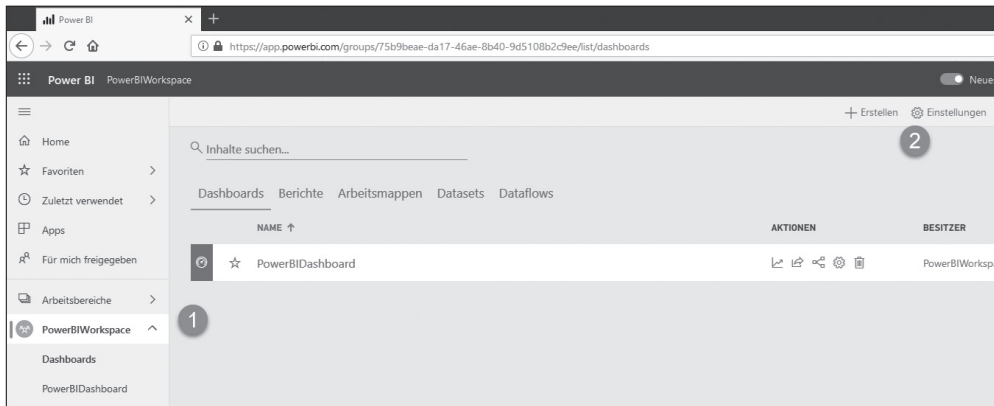 Power BI
https://app.powerbi.com/groups/75b9beae-da17-46ae-8b40-9d5108b2c9ee/list/dashboards
Power BI PowerBIWorkspace
Neue
+ Erstellen Einstellungen
2
Home
Inhalte suchen...
Favoriten
Dashboards Berichte Arbeitsmappen Datasets Dataflows
Zuletzt verwendet
NAME ↑ AKTIONEN BESITZER
Apps
Für mich freigegeben
PowerBIDashboard PowerBIWorksp
Arbeitsbereiche
1
PowerBIWorkspace
Dashboards
PowerBIDashboard